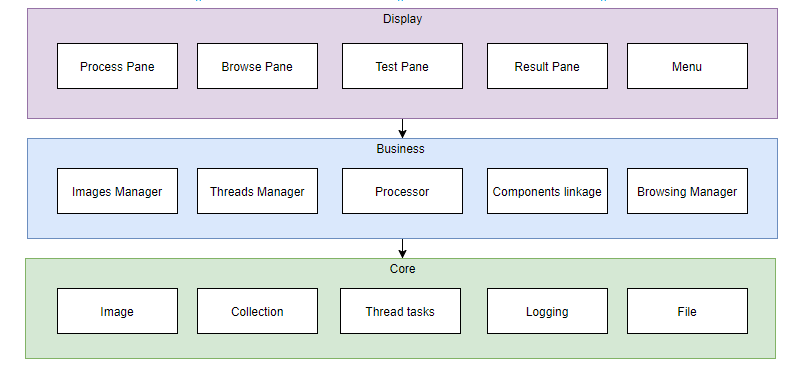 Display
Process Pane
Browse Pane
Test Pane
Result Pane
Menu
Business
Images Manager
Threads Manager
Processor
Components linkage
Browsing Manager
Core
Image
Collection
Thread tasks
Logging
File